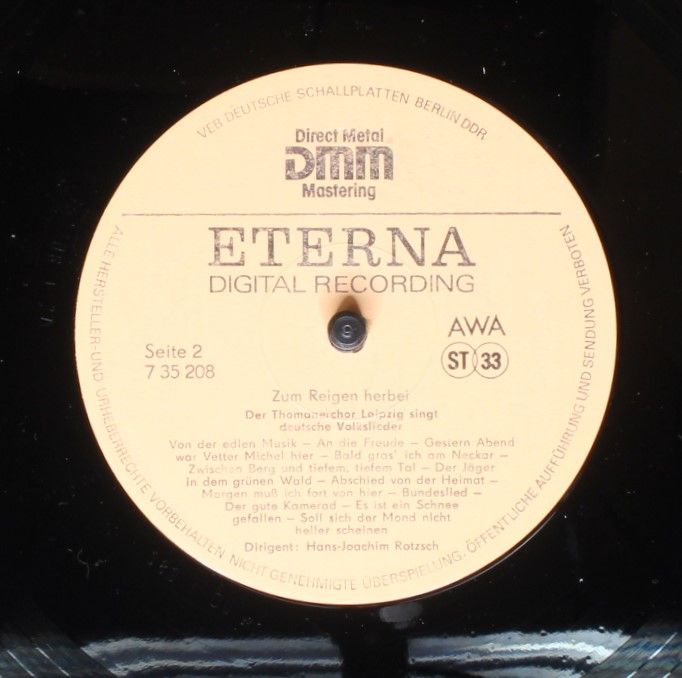 VEB DEUTSCHE SCHALLPLATTEN BERLIN DDR
Direct Metal
DMM
Mastering
ETERNA
DIGITAL RECORDING
AWA
ST 33
Seite 2
7 35 208
Zum Reigen herbei
Der Thomanerchor Leipzig singt
deutsche Volkslieder
Von der edlen Musik – An die Freude – Gestern Abend
war Vetter Michel hier – Bald gras' ich am Neckar –
Zwischen Berg und tiefem, tiefem Tal – Der Jäger
in dem grünen Wald – Abschied von der Heimat –
Morgen muß ich fort von hier – Bundeslied –
Der gute Kamerad – Es ist ein Schnee
gefallen – Soll sich der Mond nicht
heller scheinen
Dirigent: Hans-Joachim Rotzsch
ALLE HERSTELLER-UND URHEBERRECHTE VORBEHALTEN NICHT GENEHMIGTE ÜBERSPIELUNG, ÖFFENTLICHE AUFFÜHRUNG UND SENDUNG VERBOTEN